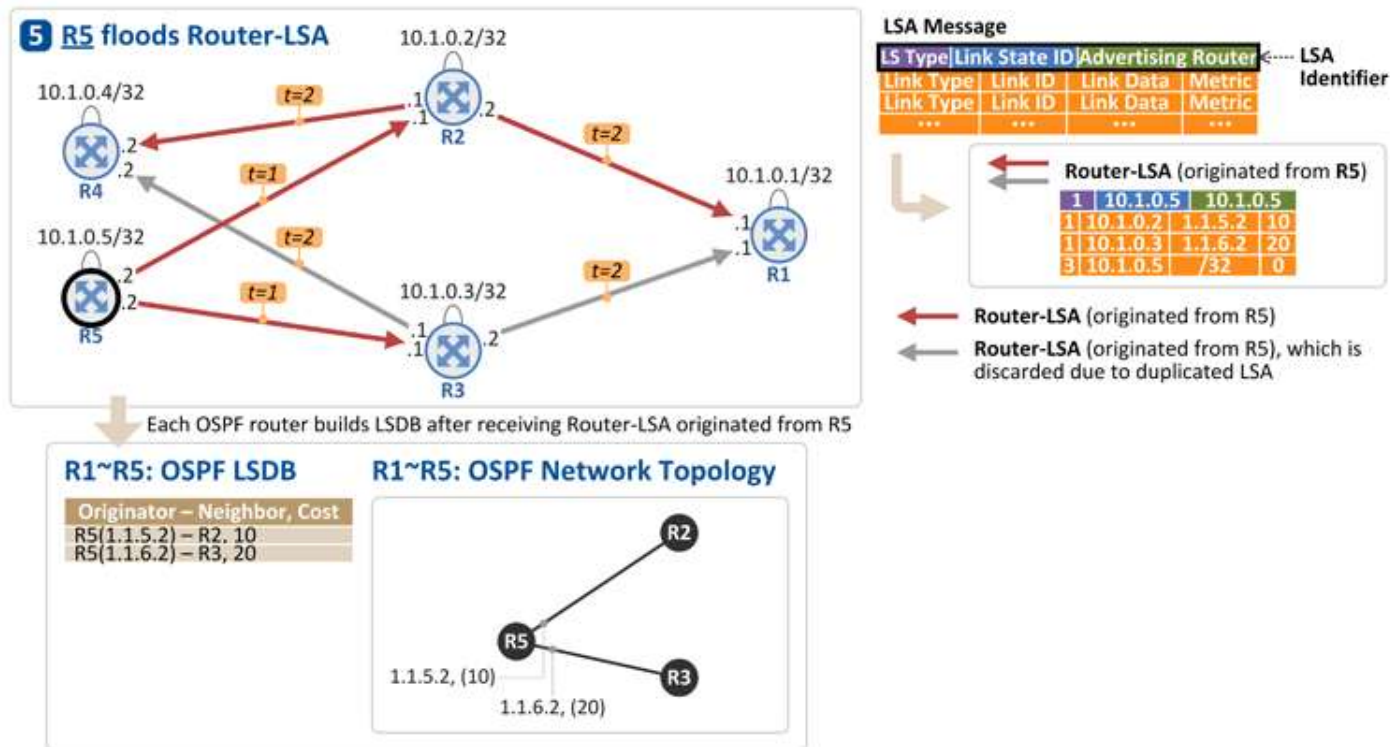 5 R5 floods Router-LSA
10.1.0.2/32
10.1.0.4/32
t=2
.1
.1
.2
R2
t=2
.2
.2
R4
t=1
10.1.0.1/32
.1
.1
R1
10.1.0.5/32
t=2
t=2
.2
.2
R5
t=1
10.1.0.3/32
.1
.1
.2
R3
LSA Message
LS Type Link State ID Advertising Router
LSA Identifier
Link Type Link ID Link Data Metric
Link Type Link ID Link Data Metric
... ... ... ...
Router-LSA (originated from R5)
1 10.1.0.5 10.1.0.5
1 10.1.0.2 1.1.5.2 10
1 10.1.0.3 1.1.6.2 20
3 10.1.0.5 /32 0
Router-LSA (originated from R5)
Router-LSA (originated from R5), which is
discarded due to duplicated LSA
Each OSPF router builds LSDB after receiving Router-LSA originated from R5
R1~R5: OSPF LSDB
Originator – Neighbor, Cost
R5(1.1.5.2) – R2, 10
R5(1.1.6.2) – R3, 20
R1~R5: OSPF Network Topology
R2
R5
R3
1.1.5.2, (10)
1.1.6.2, (20)